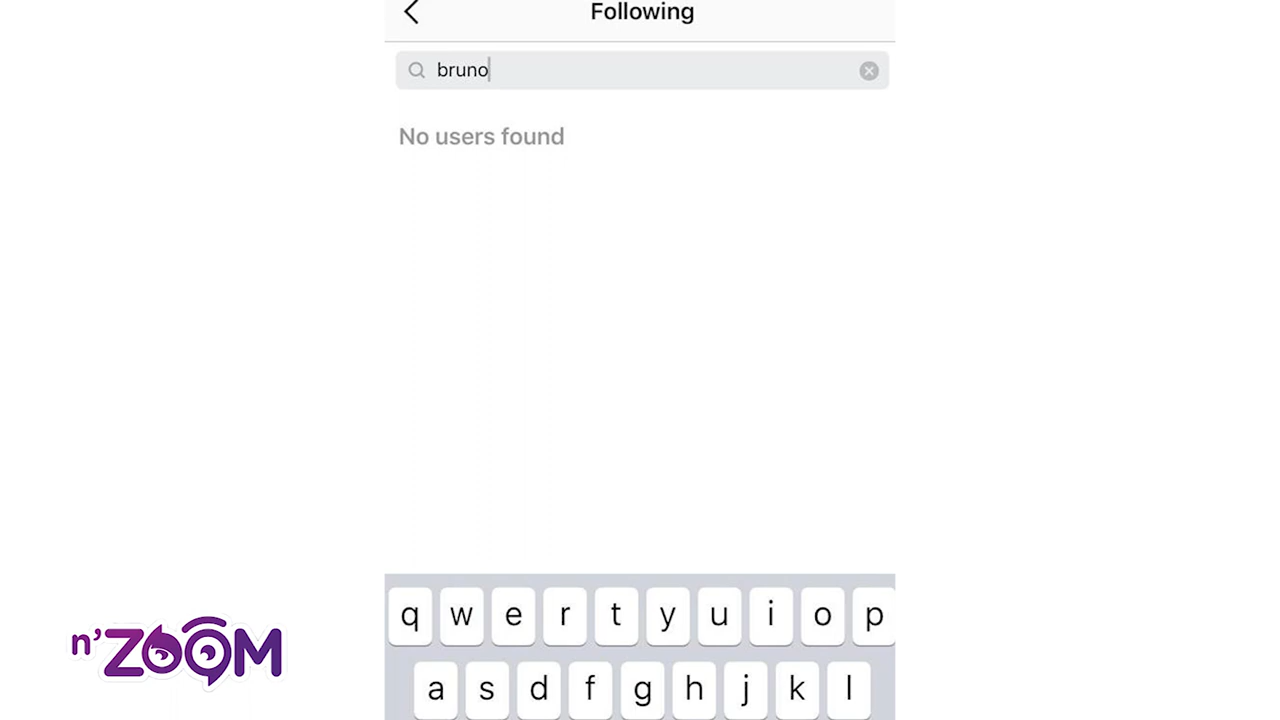 Following
bruno
No users found
q w e r t y u i o p
a s d f g h j k l
n'ZOOM